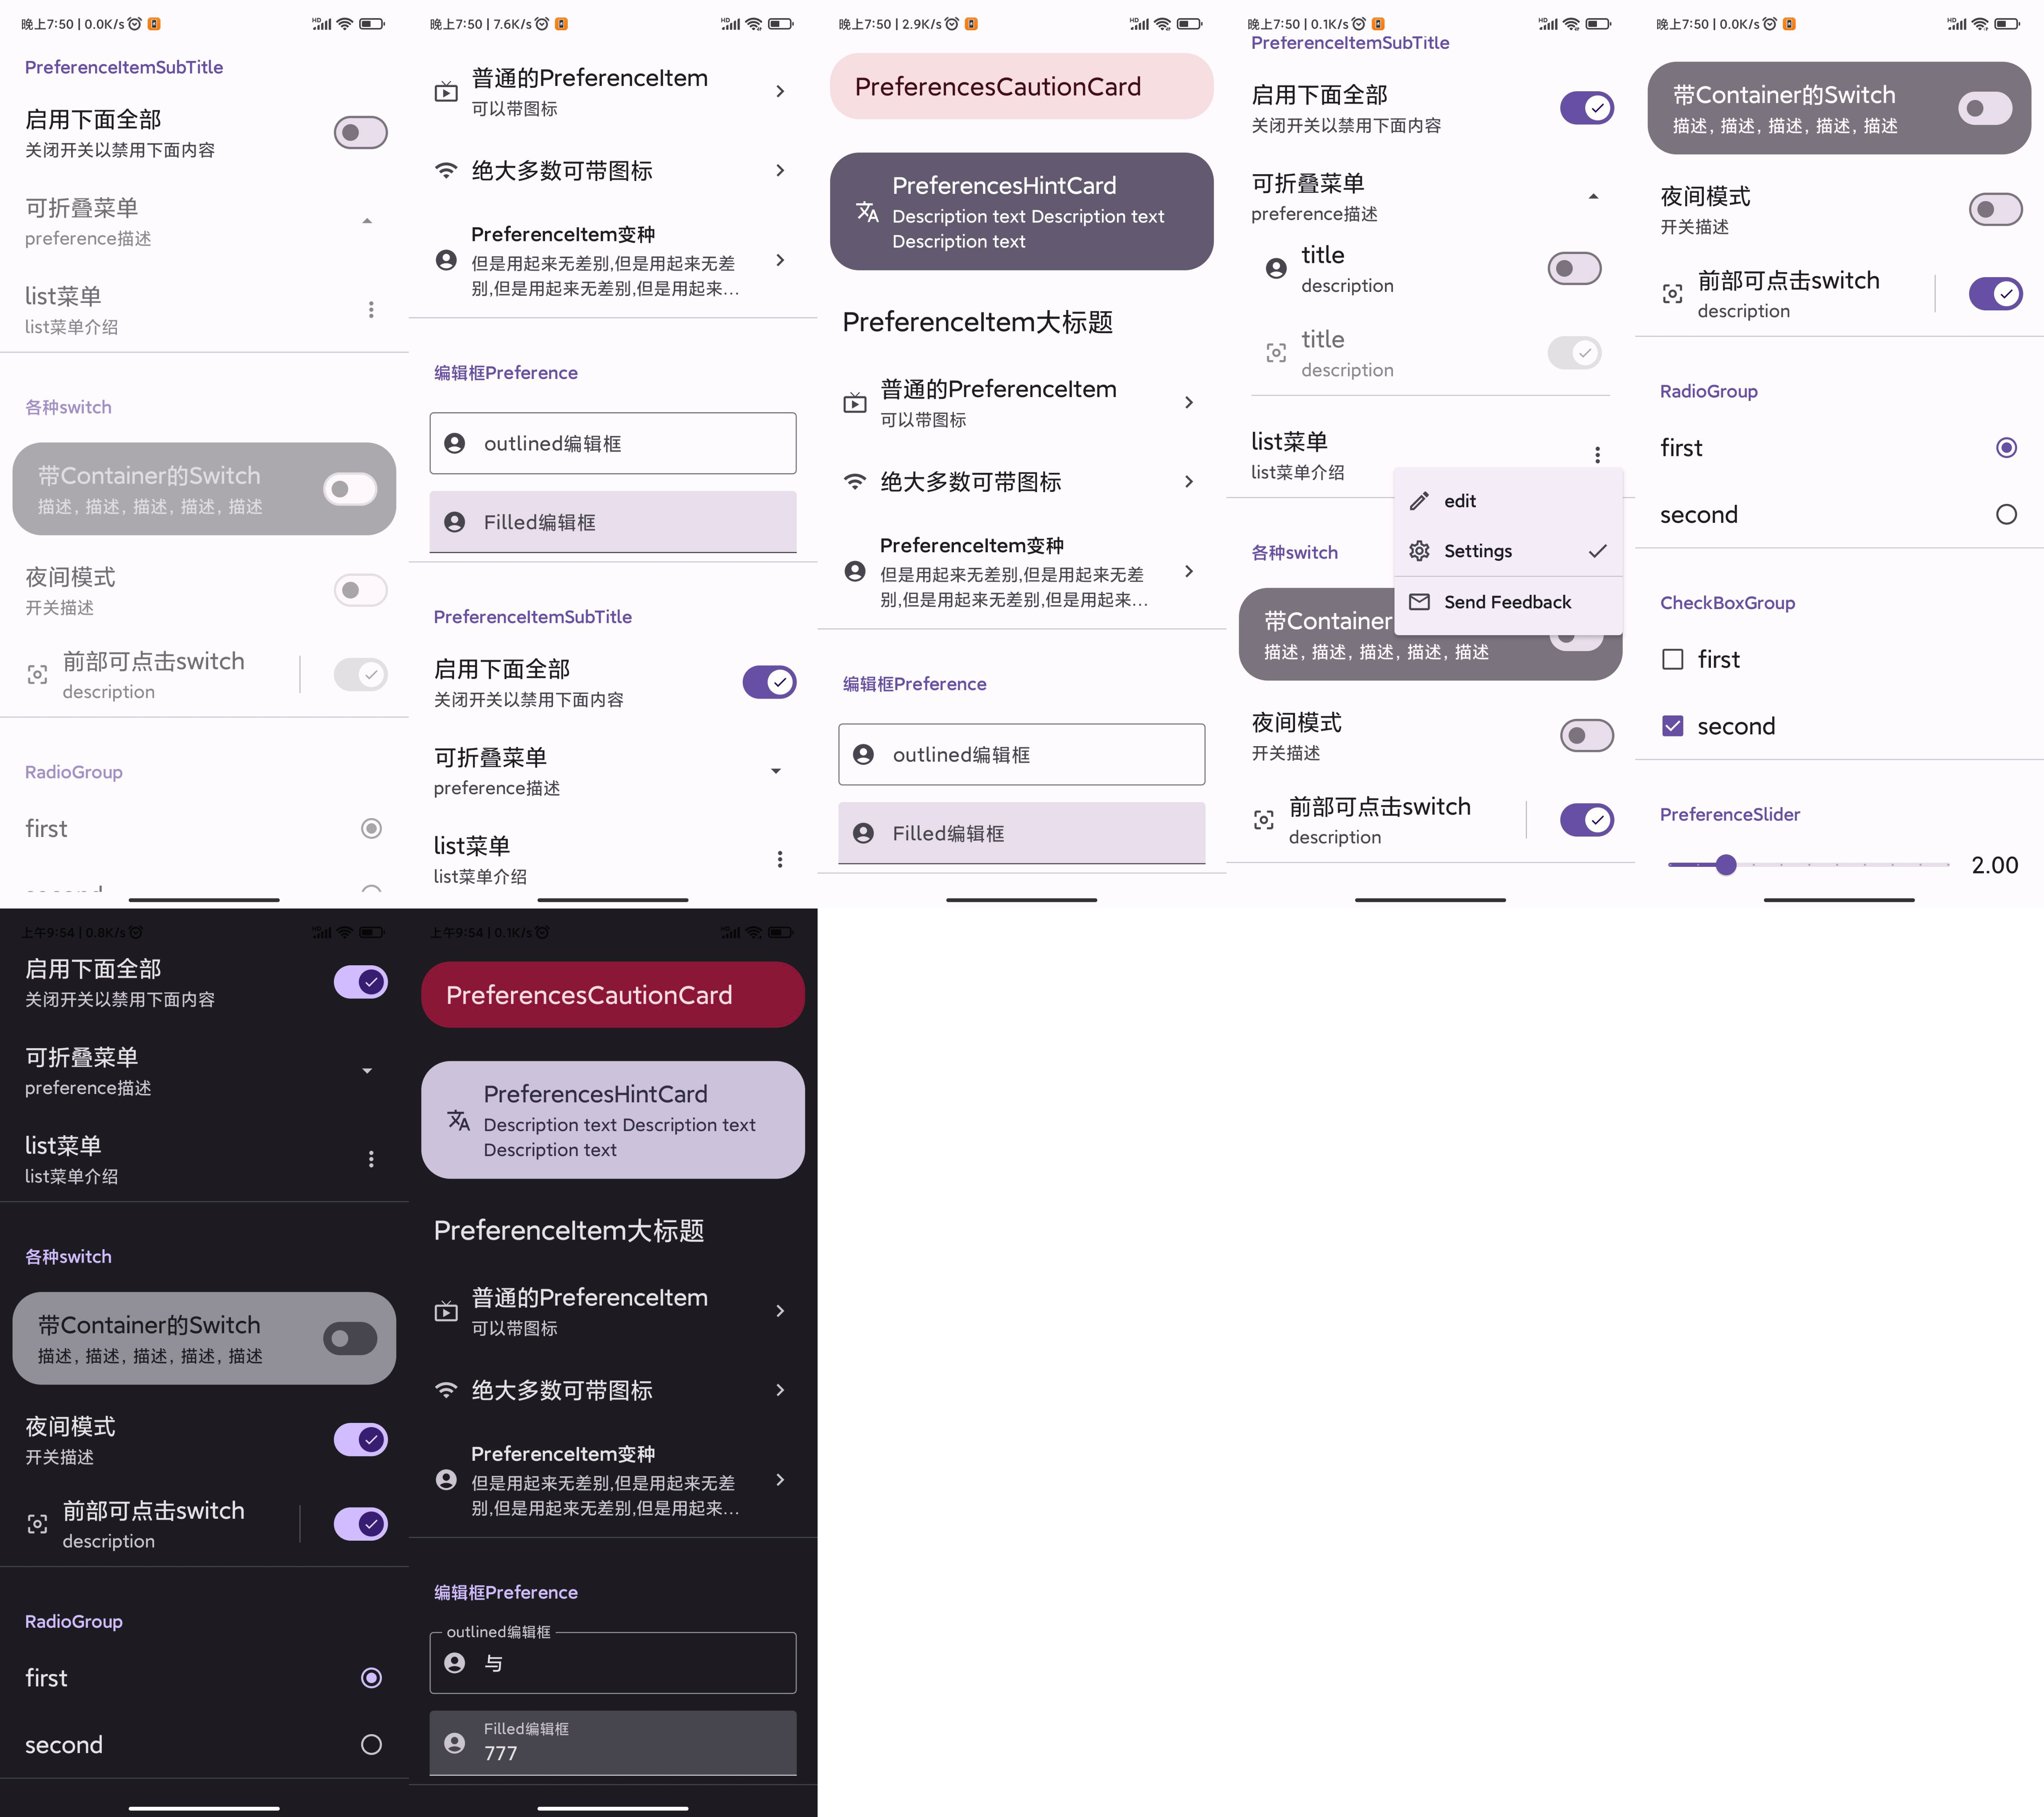 晚上7:50 | 0.0K/s
PreferenceItemSubTitle
启用下面全部
关闭开关以禁用下面内容
可折叠菜单
preference描述
list菜单
list菜单介绍
各种switch
带Container的Switch
描述，描述，描述，描述，描述
夜间模式
开关描述
前部可点击switch
description
RadioGroup
first
晚上7:50 | 7.6K/s
普通的PreferenceItem
可以带图标
绝大多数可带图标
PreferenceItem变种
但是用起来无差别,但是用起来无差
别,但是用起来无差别,但是用起来...
编辑框Preference
outlined编辑框
Filled编辑框
PreferenceItemSubTitle
启用下面全部
关闭开关以禁用下面内容
可折叠菜单
preference描述
list菜单
list菜单介绍
晚上7:50 | 2.9K/s
PreferencesCautionCard
PreferencesHintCard
Description text Description text
Description text
PreferenceItem大标题
普通的PreferenceItem
可以带图标
绝大多数可带图标
PreferenceItem变种
但是用起来无差别,但是用起来无差
别,但是用起来无差别,但是用起来...
编辑框Preference
outlined编辑框
Filled编辑框
晚上7:50 | 0.1K/s
PreferenceItemSubTitle
启用下面全部
关闭开关以禁用下面内容
可折叠菜单
preference描述
title
description
title
description
list菜单
list菜单介绍
edit
Settings
Send Feedback
各种switch
带Container
描述，描述，描述，描述，描述
夜间模式
开关描述
前部可点击switch
description
晚上7:50 | 0.0K/s
带Container的Switch
描述，描述，描述，描述，描述
夜间模式
开关描述
前部可点击switch
description
RadioGroup
first
second
CheckBoxGroup
first
second
PreferenceSlider
2.00
上午9:54 | 0.8K/s
启用下面全部
关闭开关以禁用下面内容
可折叠菜单
preference描述
list菜单
list菜单介绍
各种switch
带Container的Switch
描述，描述，描述，描述，描述
夜间模式
开关描述
前部可点击switch
description
RadioGroup
first
second
上午9:54 | 0.1K/s
PreferencesCautionCard
PreferencesHintCard
Description text Description text
Description text
PreferenceItem大标题
普通的PreferenceItem
可以带图标
绝大多数可带图标
PreferenceItem变种
但是用起来无差别,但是用起来无差
别,但是用起来无差别,但是用起来...
编辑框Preference
outlined编辑框
与
Filled编辑框
777